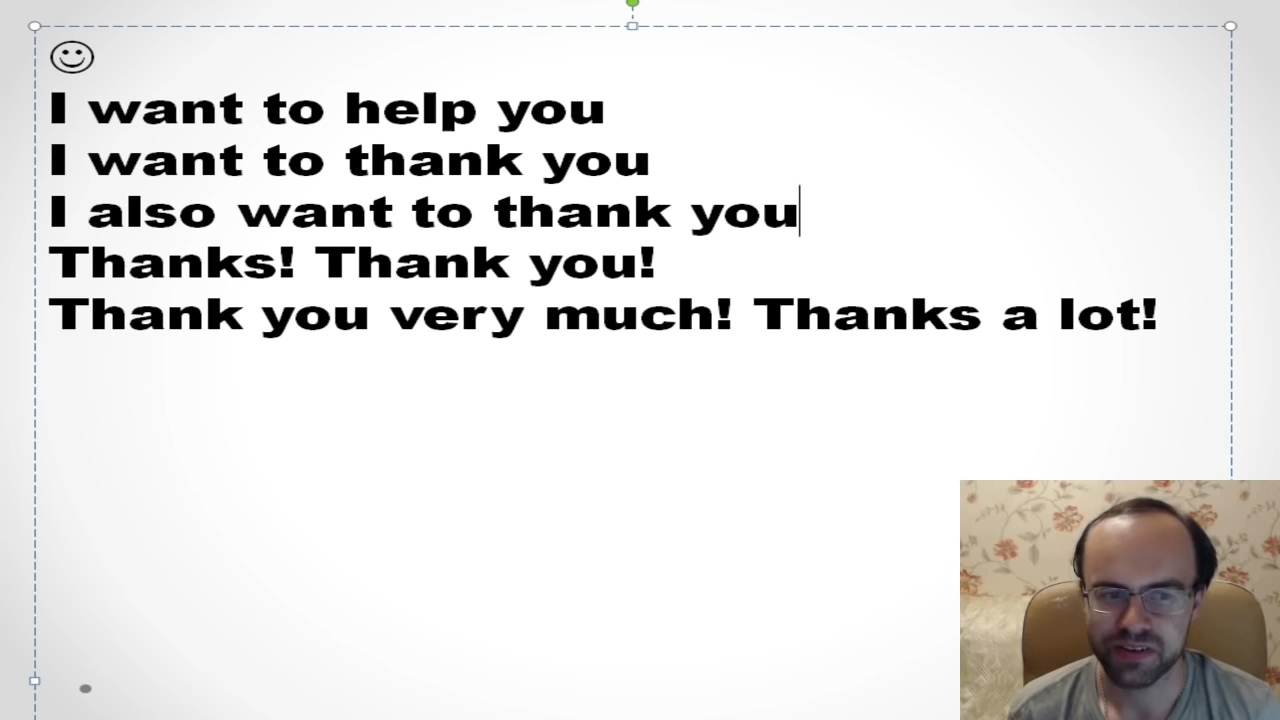 I want to help you
I want to thank you
I also want to thank you
Thanks! Thank you!
Thank you very much! Thanks a lot!